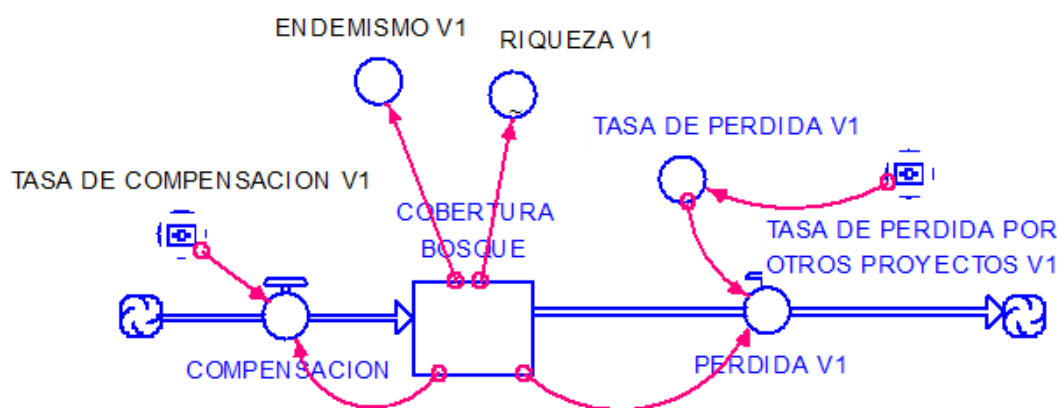 ENDEMISMO V1
RIQUEZA V1
TASA DE PERDIDA V1
TASA DE COMPENSACION V1
COBERTURA
BOSQUE
TASA DE PERDIDA POR
OTROS PROYECTOS V1
COMPENSACION
PERDIDA V1